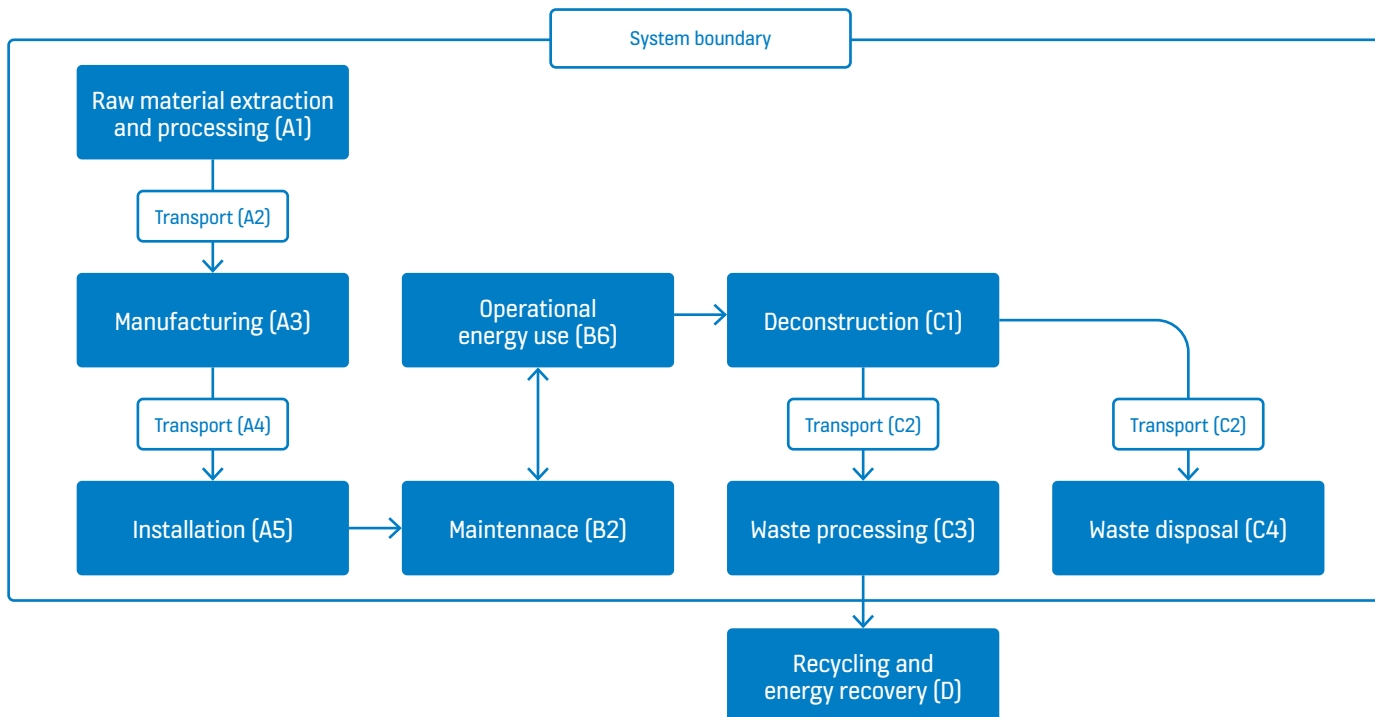 System boundary
Raw material extraction
and processing (A1)
Transport (A2)
Manufacturing (A3)
Operational
energy use (B6)
Deconstruction (C1)
Transport (A4)
Transport (C2)
Transport (C2)
Installation (A5)
Maintennace (B2)
Waste processing (C3)
Waste disposal (C4)
Recycling and
energy recovery (D)